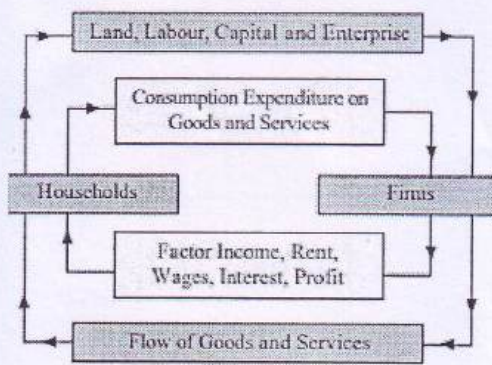 Land, Labour, Capital and Enterprise
Consumption Expenditure on
Goods and Services
Households
Firms
Factor Income, Rent,
Wages, Interest, Profit
Flow of Goods and Services